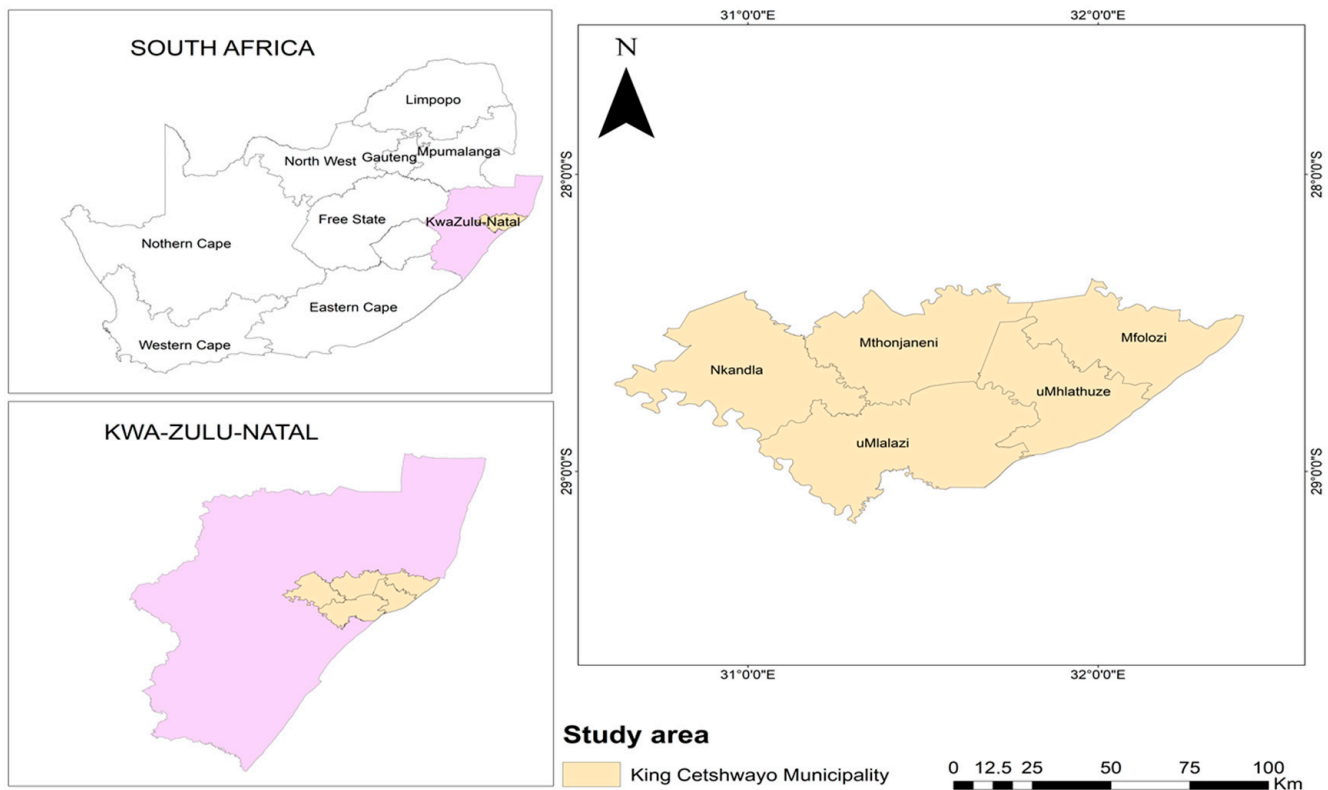 SOUTH AFRICA
Limpopo
North West
Gauteng
Mpumalanga
Free State
KwaZulu-Natal
Nothern Cape
Eastern Cape
Western Cape
KWA-ZULU-NATAL
31°0'0"E
32°0'0"E
N
28°0'0"S
28°0'0"S
Mthonjaneni
Mfolozi
Nkandla
uMhlathuze
uMlalazi
29°0'0"S
29°0'0"S
31°0'0"E
32°0'0"E
Study area
King Cetshwayo Municipality
0 12.5 25 50 75 100
Km